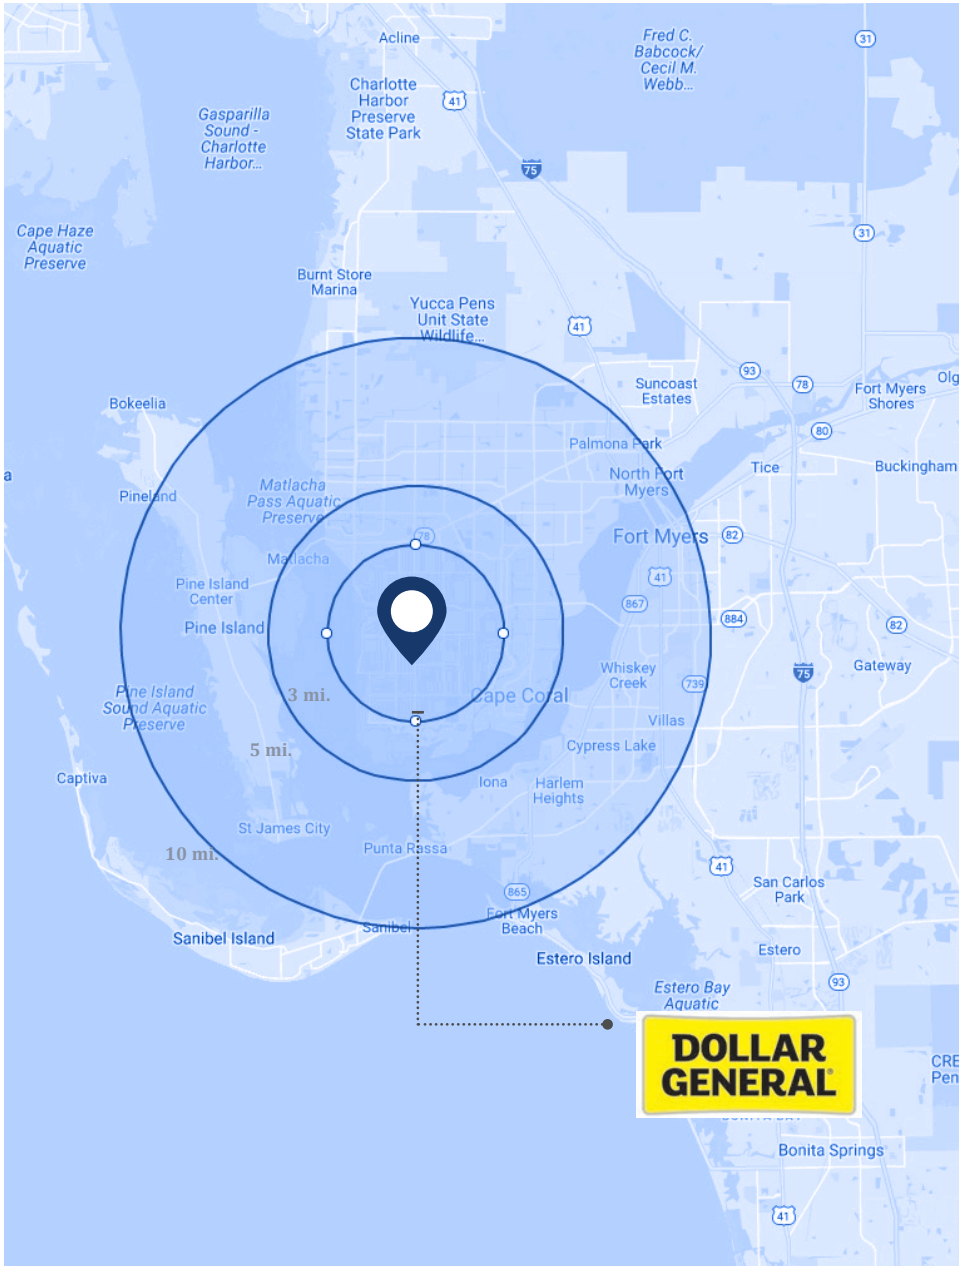 Acline
31
Fred C.
Babcock/
Cecil M.
Webb...
Charlotte
Harbor
Preserve
State Park
41
Gasparilla
Sound -
Charlotte
Harbor...
75
Cape Haze
Aquatic
Preserve
31
Burnt Store
Marina
Yucca Pens
Unit State
Wildlife...
41
93
Suncoast
Estates
78
Fort Myers
Shores
Olg
Bokeelia
80
Palmona Park
a
Matlacha
Pass Aquatic
Preserve
North Fort
Myers
Tice
Buckingham
Pineland
78
Fort Myers
82
Matlacha
41
Pine Island
Center
867
884
82
Pine Island
Whiskey
Creek
75
Gateway
739
3 mi.
Cape Coral
Pine Island
Sound Aquatic
Preserve
Villas
5 mi.
Cypress Lake
Captiva
Iona
Harlem
Heights
St James City
10 mi.
Punta Rassa
41
865
San Carlos
Park
Sanibel
Fort Myers
Beach
Sanibel Island
Estero Island
Estero
93
Estero Bay
Aquatic
DOLLAR
GENERAL®
CRE
Pen
Bonita Springs
41